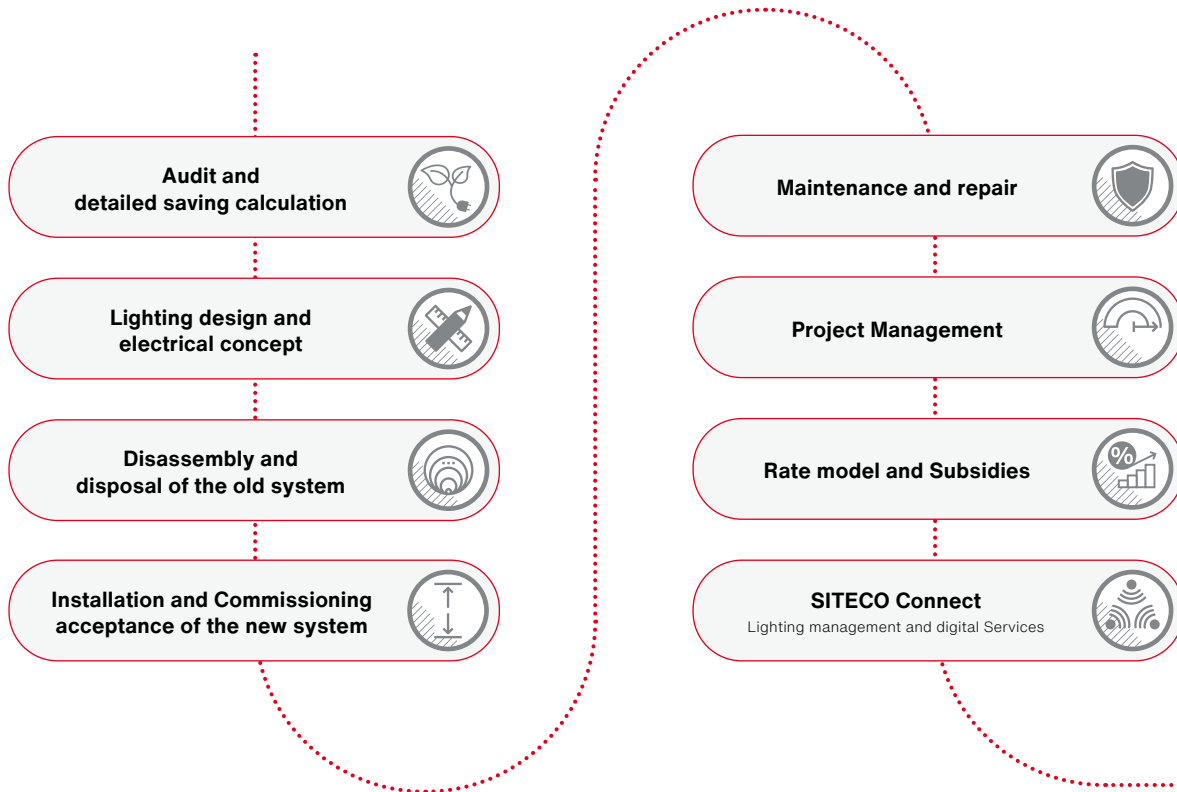 Audit and
detailed saving calculation
Lighting design and
electrical concept
Disassembly and
disposal of the old system
Installation and Commissioning
acceptance of the new system
Maintenance and repair
Project Management
%
Rate model and Subsidies
SITECO Connect
Lighting management and digital Services